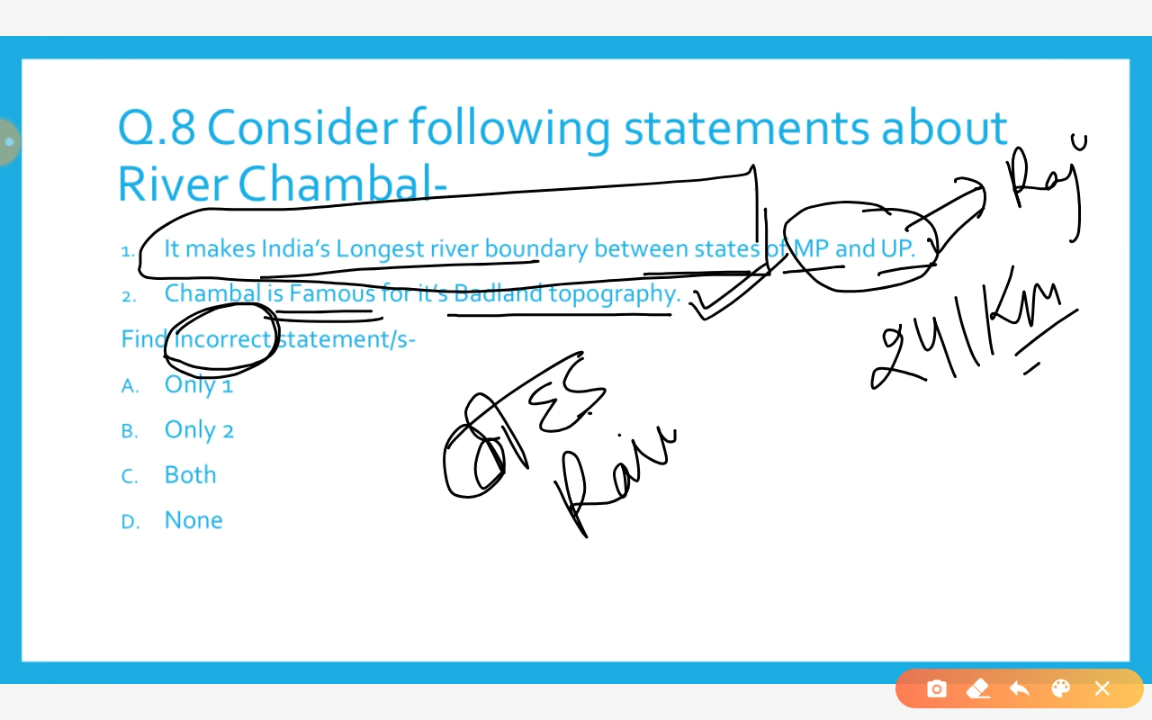 Q.8 Consider following statements about
River Chambal-
1. It makes India's Longest river boundary between states of MP and UP.
2. Chambal is Famous for it's Badland topography.
Find Incorrect statement/s-
A. Only 1
B. Only 2
C. Both
D. None
Raj
241 Km